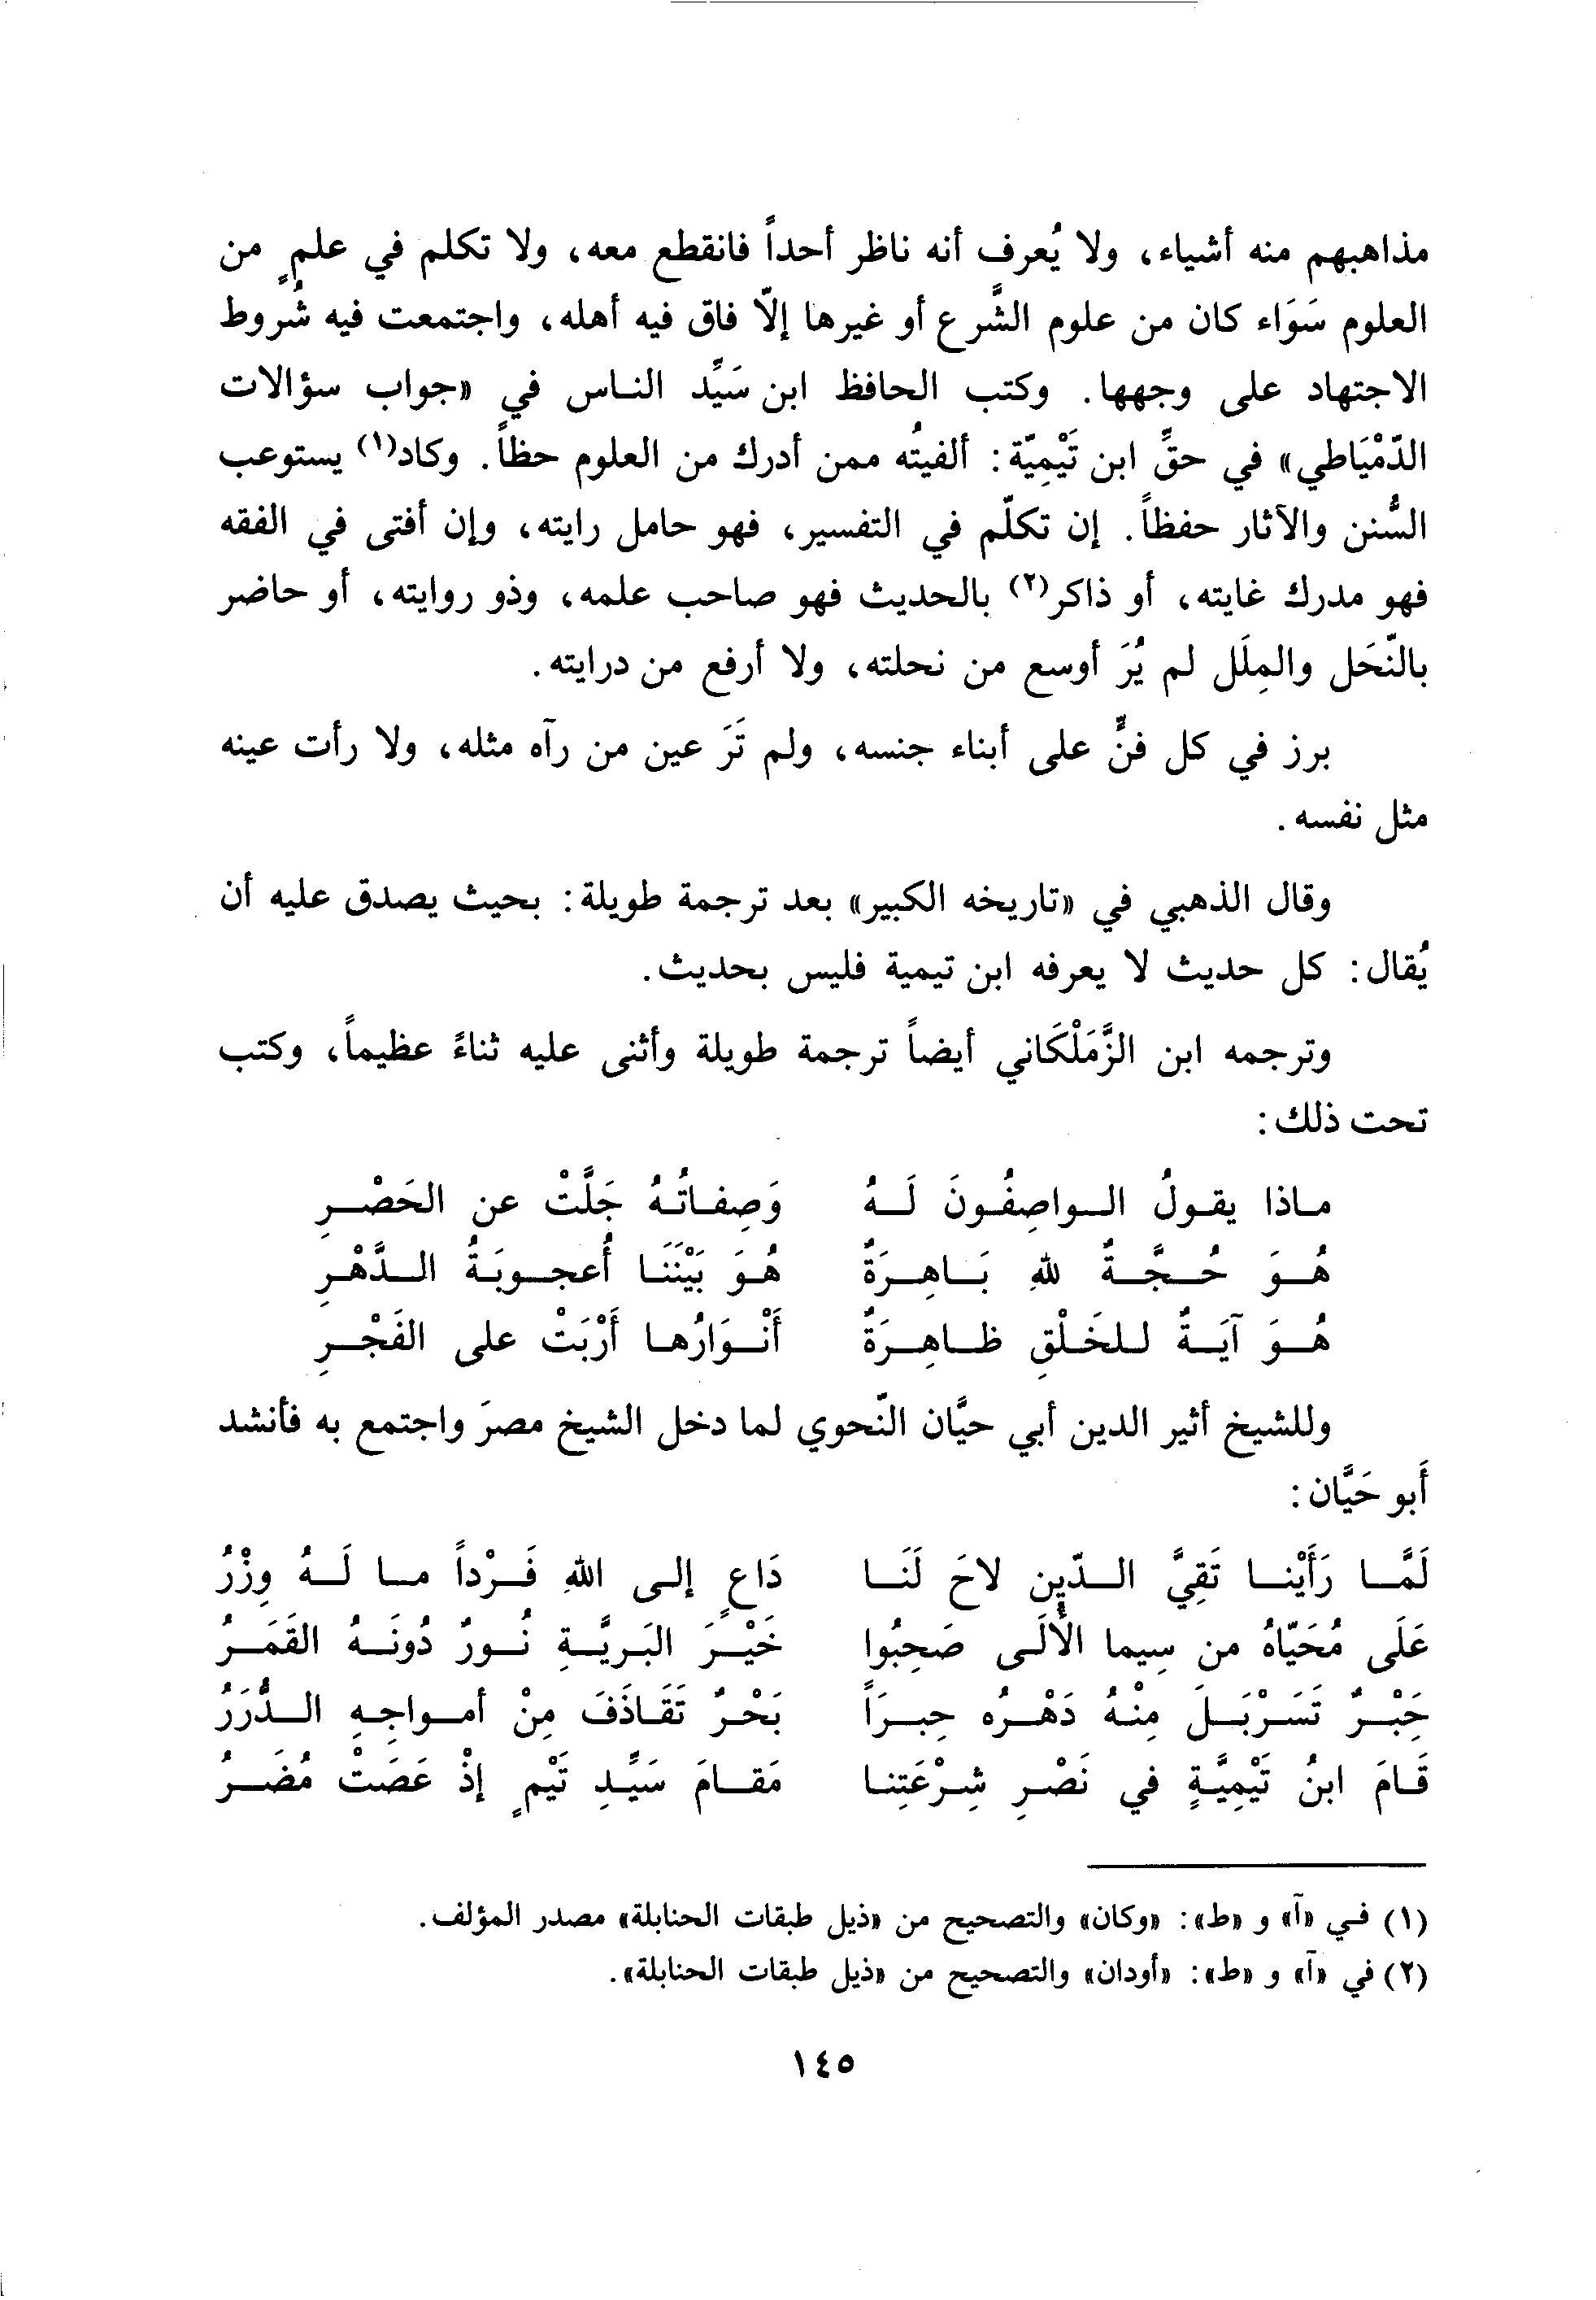 مذاهبهم منه أشياء، ولا يُعرف أنه ناظر أحداً فانقطع معه، ولا تكلم في علمٍ من
العلوم سَوَاء كان من علوم الشَّرع أو غيرها إلّا فاق فيه أهله، واجتمعت فيه شُروط
الاجتهاد على وجهها. وكتب الحافظ ابن سَيِّد الناس في «جواب سؤالات
الدّمْيَاطي» في حقِّ ابن تَيْمِيّة: ألفيتُه ممن أدرك من العلوم حظاً. وكاد(١) يستوعب
السُّنن والآثار حفظاً. إن تكلّم في التفسير، فهو حامل رايته، وإن أفتى في الفقه
فهو مدرك غايته، أو ذاكر(٢) بالحديث فهو صاحب علمه، وذو روايته، أو حاضر
بالنّحَل والمِلَل لم يُرَ أوسع من نحلته، ولا أرفع من درايته.
برز في كل فنٍّ على أبناء جنسه، ولم تَرَ عين من رآه مثله، ولا رأت عينه
مثل نفسه.
وقال الذهبي في «تاريخه الكبير» بعد ترجمة طويلة: بحيث يصدق عليه أن
يُقال: كل حديث لا يعرفه ابن تيمية فليس بحديث.
وترجمه ابن الزَّمَلْكَاني أيضاً ترجمة طويلة وأثنى عليه ثناءً عظيماً، وكتب
تحت ذلك:
مـاذا يقـولُ الـواصِفُـونَ لَـهُ وَصِفـاتُـهُ جَلَّتْ عن الحَصْـرِ
هُـوَ حُـجَّـةٌ للهِ بَـاهِـرَةٌ هُـوَ بَيْنَنَـا أُعجـوبَـةُ الـدَّهْـرِ
هُـوَ آيَـةٌ للخَلْقِ ظـاهِـرَةٌ أَنْـوَارُهـا أَرْبَتْ على الفَجْـرِ
وللشيخ أثير الدين أبي حيَّان النّحوي لما دخل الشيخ مصرَ واجتمع به فأنشد
أَبو حَيَّان:
لَمَّـا رَأَيْنـا تَقِيَّ الـدّيِن لاحَ لَنَـا دَاعٍ إلـى اللهِ فَـرْداً مـا لَـهُ وِزْرُ
عَلَى مُحَيّاهُ من سِيما الأُلَـى صَحِبُوا خَيْـرَ البَـريَّـةِ نُـورٌ دُونَـهُ القَمَـرُ
حَبْـرٌ تَسَـرْبَـلَ مِنْـهُ دَهْـرُه حِبـرَاً بَحْـرٌ تَقَـاذَفَ مِنْ أمـواجِـهِ الـدُّرَرُ
قَـامَ ابنُ تَيْمِيَّـةٍ في نَصْـرِ شِـرْعَتِنـا مَقـامَ سَيِّـدِ تَيْمٍ إذْ عَصَتْ مُضَـرُ
(١) فـي «آ» و «ط»: «وكان» والتصحيح من «ذيل طبقات الحنابلة» مصدر المؤلف.
(٢) في «آ» و «ط»: «أودان» والتصحيح من «ذيل طبقات الحنابلة».
١٤٥